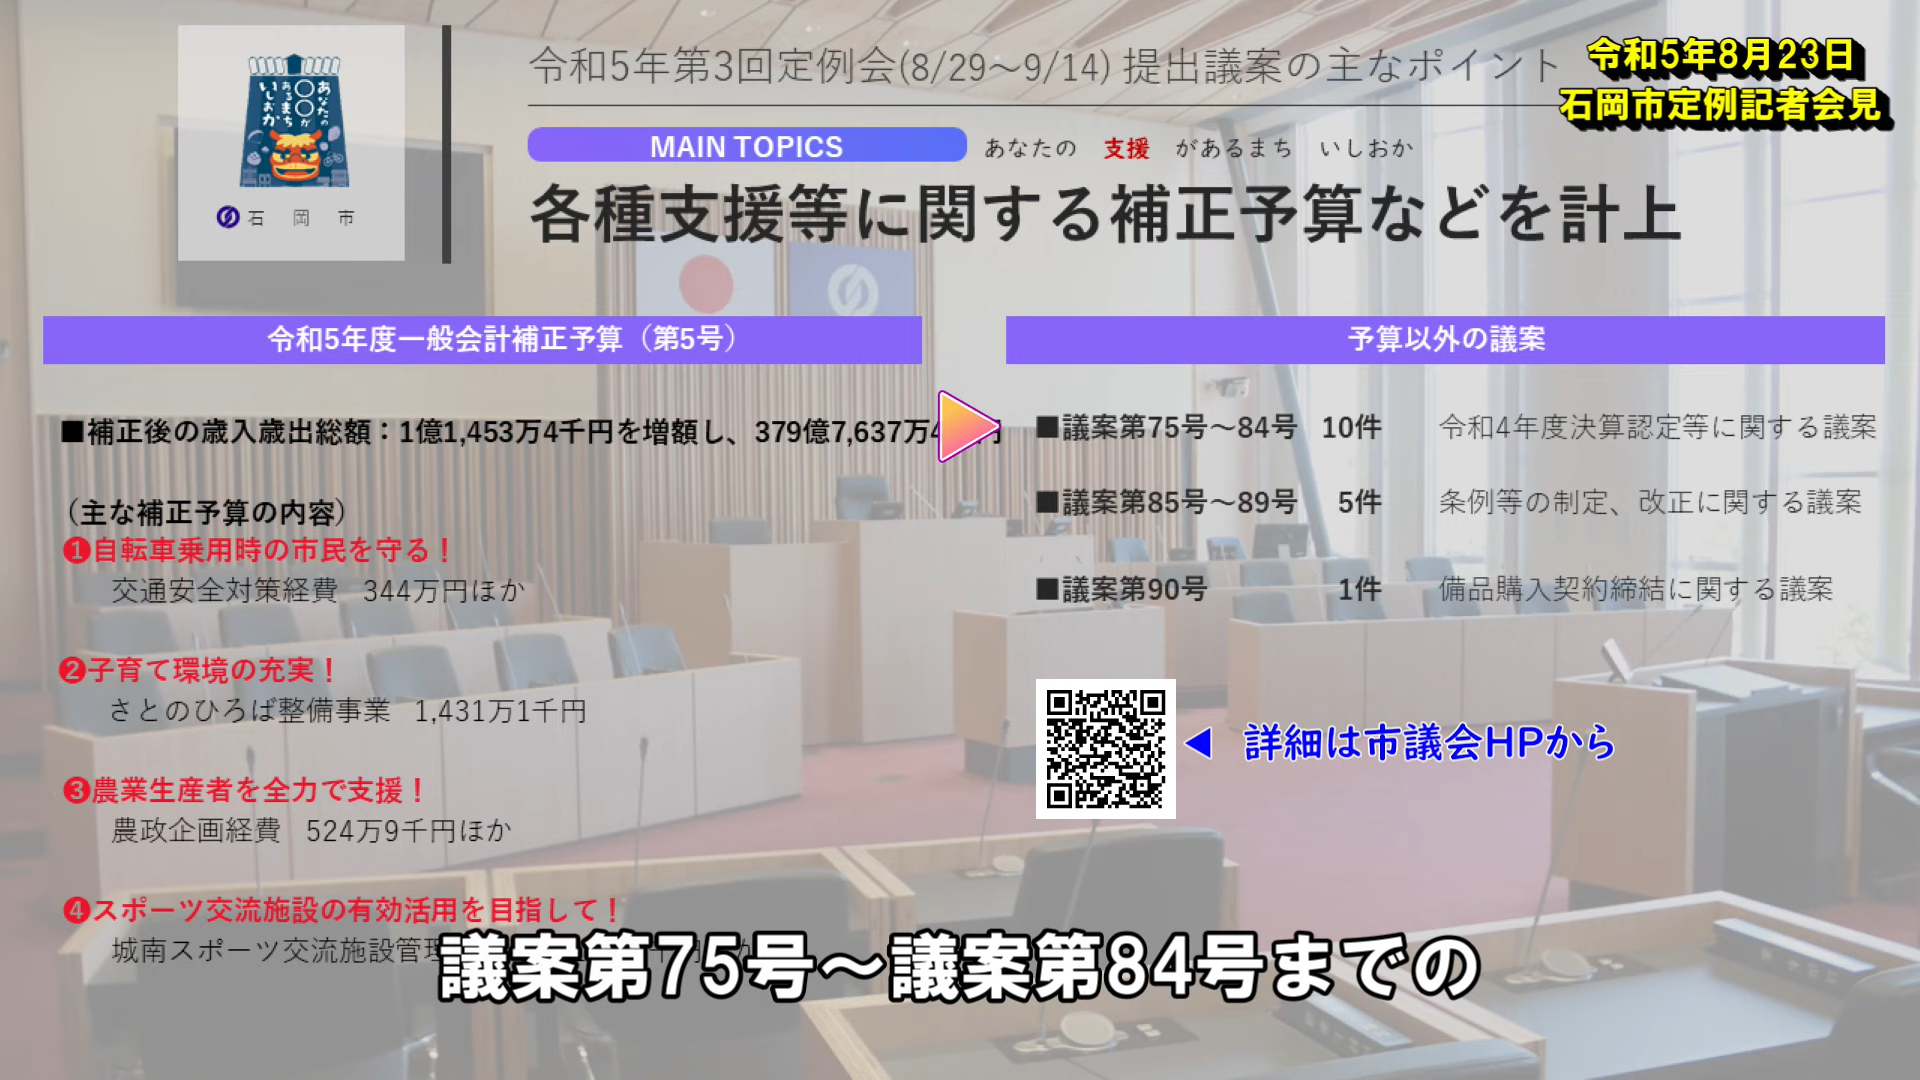 あなたの
〇〇が
あるまち
いしおか
石岡市
令和5年第3回定例会(8/29～9/14) 提出議案の主なポイント
令和5年8月23日
石岡市定例記者会見
MAIN TOPICS
あなたの 支援 があるまち いしおか
各種支援等に関する補正予算などを計上
令和5年度一般会計補正予算（第5号）
■補正後の歳入歳出総額：1億1,453万4千円を増額し、379億7,637万4 円
（主な補正予算の内容）
❶自転車乗用時の市民を守る！
交通安全対策経費 344万円ほか
❷子育て環境の充実！
さとのひろば整備事業 1,431万1千円
❸農業生産者を全力で支援！
農政企画経費 524万9千円ほか
❹スポーツ交流施設の有効活用を目指して！
城南スポーツ交流施設管理
予算以外の議案
■議案第75号～84号 10件 令和4年度決算認定等に関する議案
■議案第85号～89号 5件 条例等の制定、改正に関する議案
■議案第90号 1件 備品購入契約締結に関する議案
◀ 詳細は市議会HPから
議案第75号～議案第84号までの